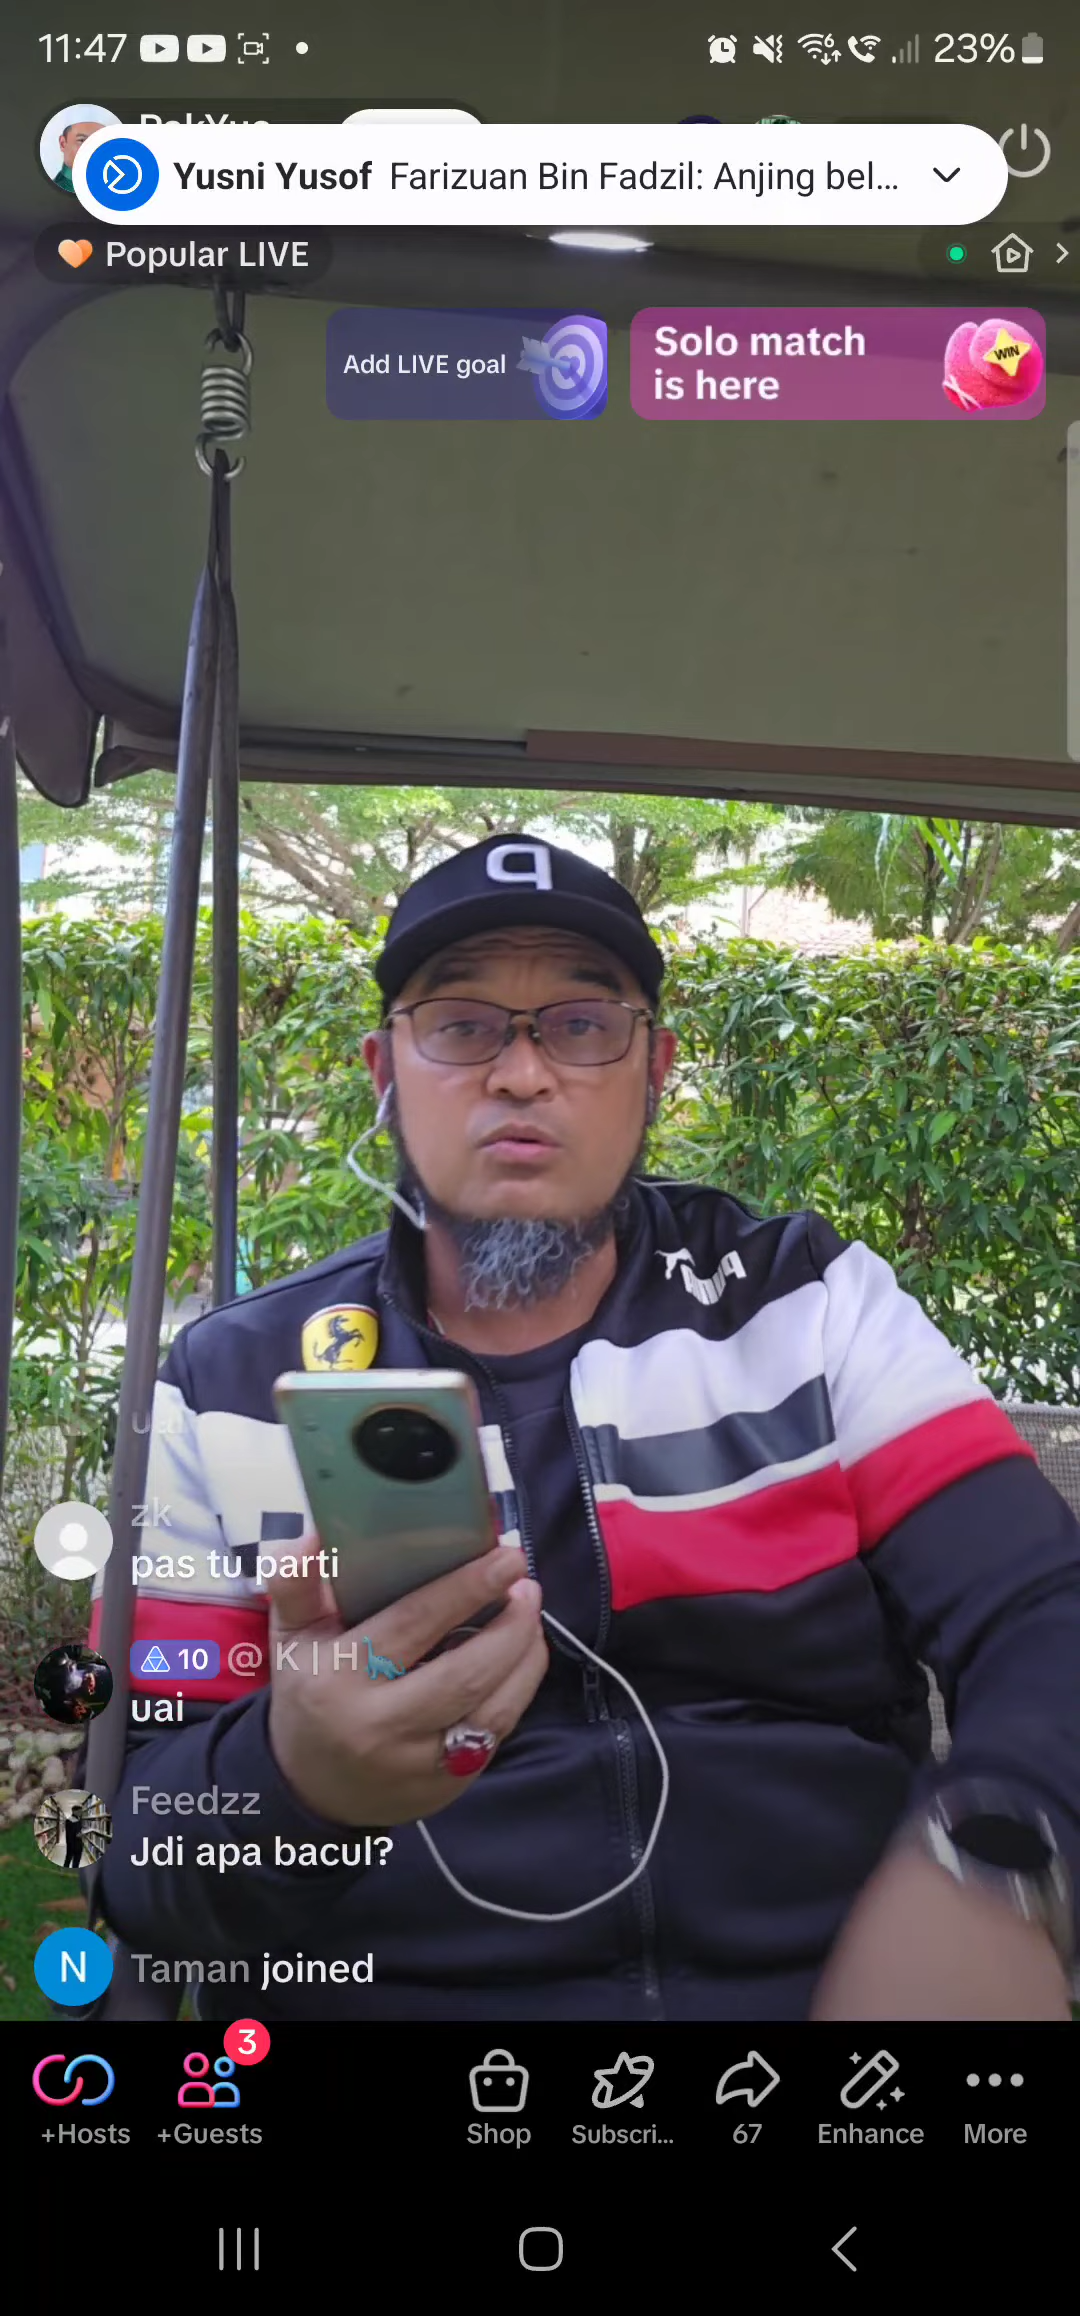 11:47
23%
Yusni Yusof Farizuan Bin Fadzil: Anjing bel...
Popular LIVE
Add LIVE goal
Solo match
is here
WIN
zk
pas tu parti
10 @ K | H
uai
Feedzz
Jdi apa bacul?
N
Taman joined
3
+Hosts
+Guests
Shop
Subscri...
67
Enhance
More